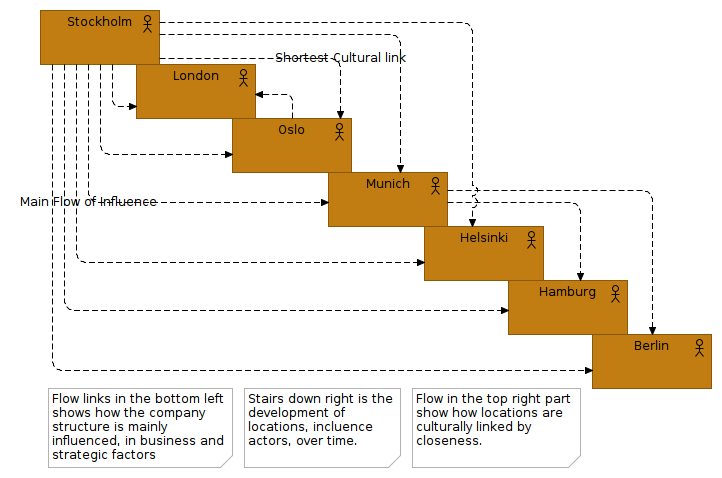 Stockholm
Shortest Cultural link
London
Oslo
Munich
Main Flow of Influence
Helsinki
Hamburg
Berlin
Flow links in the bottom left
shows how the company
structure is mainly
influenced, in business and
strategic factors
Stairs down right is the
development of
locations, incluence
actors, over time.
Flow in the top right part
show how locations are
culturally linked by
closeness.